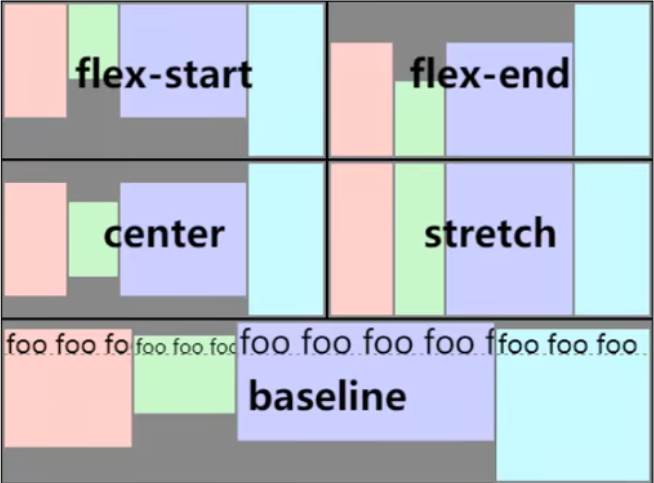 flex-start
flex-end
center
stretch
foo foo fo
foo foo foo
foo foo foo foo f
foo foo foo
baseline